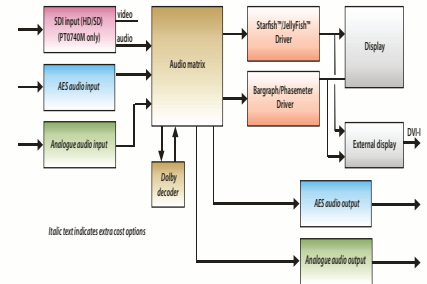 SDI input (HD/SD)
(PT0740M only)
video
audio
AES audio input
Analogue audio input
Audio matrix
Dolby
decoder
Starfish™/JellyFish™
Driver
Bargraph/Phasemeter
Driver
Display
External display
DVI-I
AES audio output
Analogue audio output
Italic text indicates extra cost options